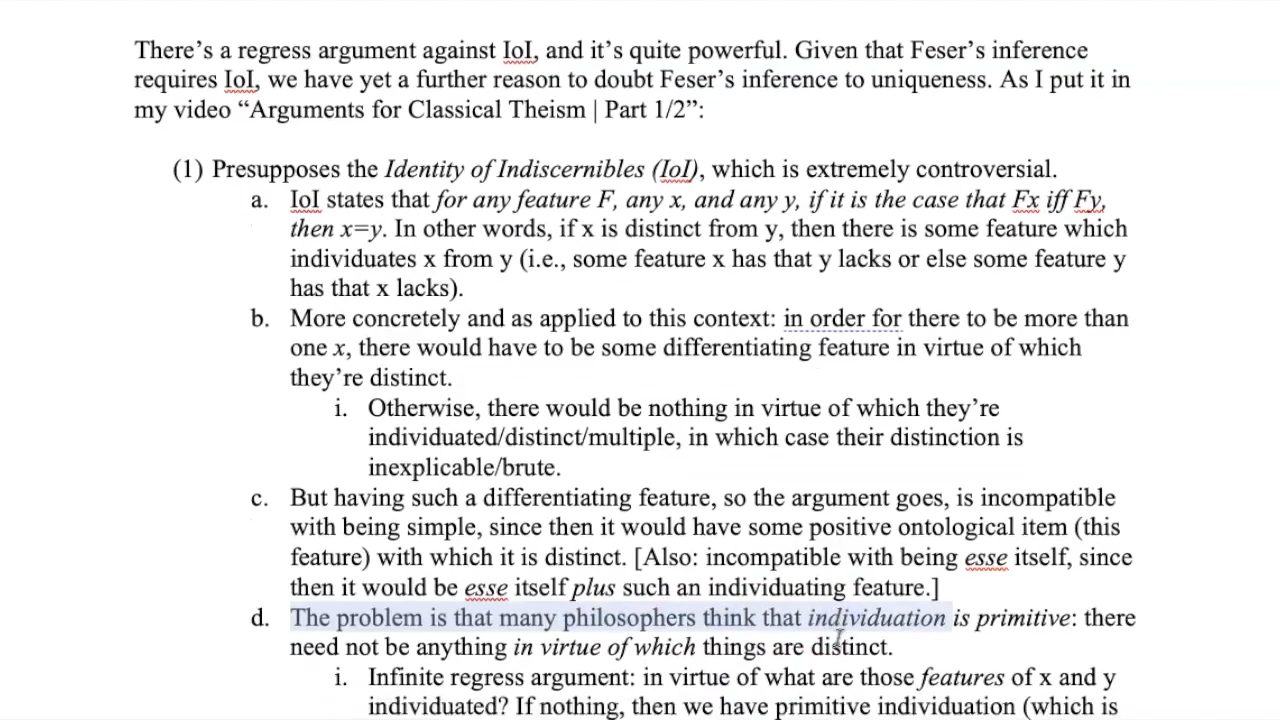 There’s a regress argument against IoI, and it’s quite powerful. Given that Feser’s inference
requires IoI, we have yet a further reason to doubt Feser’s inference to uniqueness. As I put it in
my video “Arguments for Classical Theism | Part 1/2”:
(1) Presupposes the Identity of Indiscernibles (IoI), which is extremely controversial.
a. IoI states that for any feature F, any x, and any y, if it is the case that Fx iff Fy,
then x=y. In other words, if x is distinct from y, then there is some feature which
individuates x from y (i.e., some feature x has that y lacks or else some feature y
has that x lacks).
b. More concretely and as applied to this context: in order for there to be more than
one x, there would have to be some differentiating feature in virtue of which
they’re distinct.
i. Otherwise, there would be nothing in virtue of which they’re
individuated/distinct/multiple, in which case their distinction is
inexplicable/brute.
c. But having such a differentiating feature, so the argument goes, is incompatible
with being simple, since then it would have some positive ontological item (this
feature) with which it is distinct. [Also: incompatible with being esse itself, since
then it would be esse itself plus such an individuating feature.]
d. The problem is that many philosophers think that individuation is primitive: there
need not be anything in virtue of which things are distinct.
i. Infinite regress argument: in virtue of what are those features of x and y
individuated? If nothing, then we have primitive individuation (which is